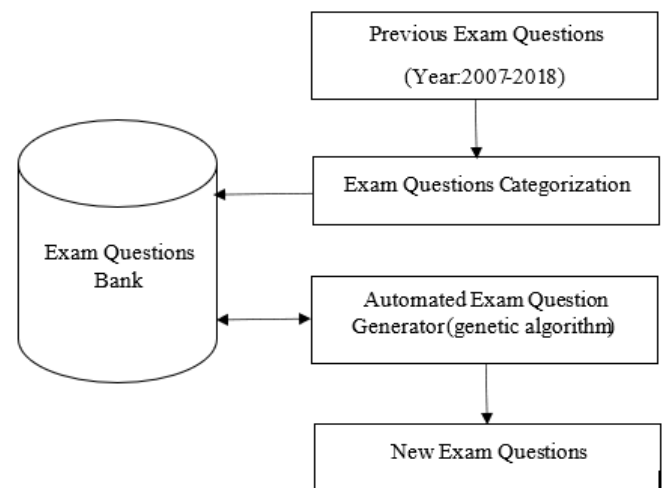 Previous Exam Questions
(Year:2007-2018)
Exam Questions Categorization
Exam Questions
Bank
Automated Exam Question
Generator(genetic algorithm)
New Exam Questions